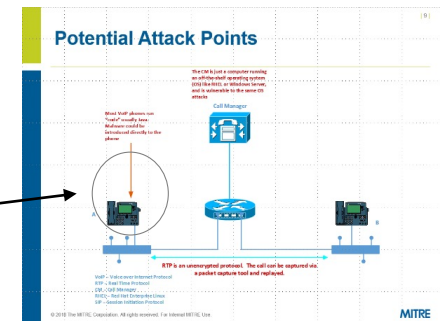 | 9 |
Potential Attack Points
The CM is just a computer running
an off-the-shelf operating system
(OS) like RHEL or Windows Server,
and is vulnerable to the same OS
attacks
Call Manager
Most VoIP phones run
"code" usually Java.
Malware could be
introduced directly to the
phone
A
B
RTP is an unencrypted protocol. The call can be captured via
a packet capture tool and replayed.
VoIP – Voice over Internet Protocol
RTP – Real Time Protocol
CM – Call Manager
RHEL – Red Hat Enterprise Linux
SIP – Session Initiation Protocol
© 2018 The MITRE Corporation. All rights reserved. For Internal MITRE Use.
MITRE